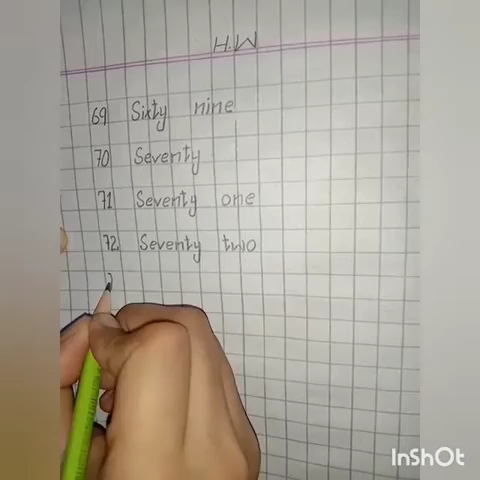 H.W
69 Sixty nine
70 Seventy
71 Seventy one
72. Seventy two
InShOt